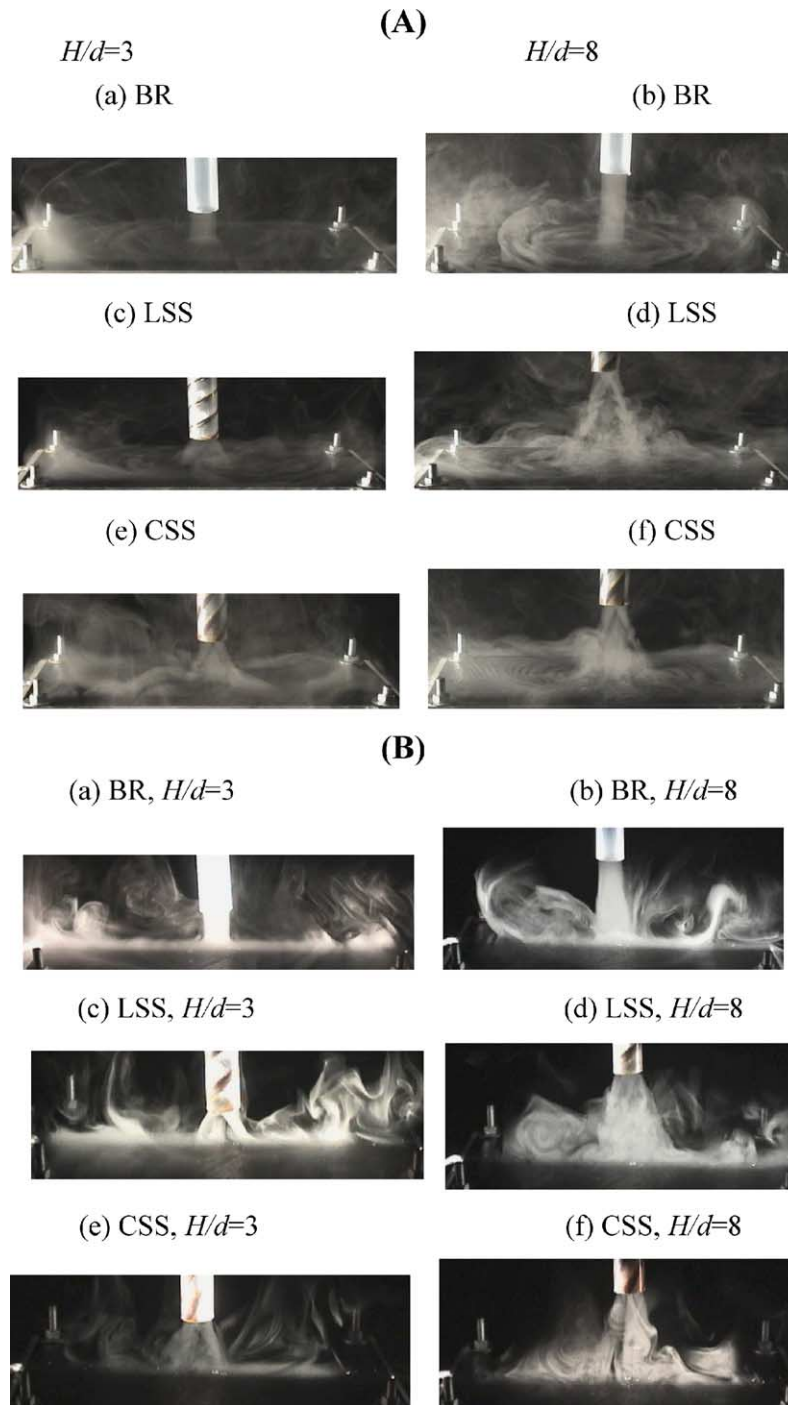 (A)
H/d=3 H/d=8
(a) BR (b) BR
(c) LSS (d) LSS
(e) CSS (f) CSS
(B)
(a) BR, H/d=3 (b) BR, H/d=8
(c) LSS, H/d=3 (d) LSS, H/d=8
(e) CSS, H/d=3 (f) CSS, H/d=8